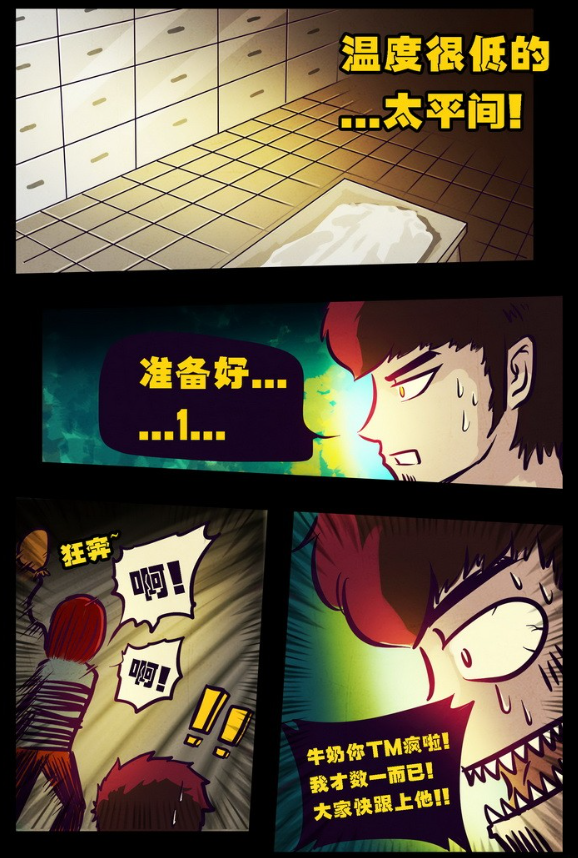 温度很低的
...太平间!
准备好...
...1...
狂奔~
啊!
啊!
!!
牛奶你TM疯啦!
我才数一而已!
大家快跟上他!!